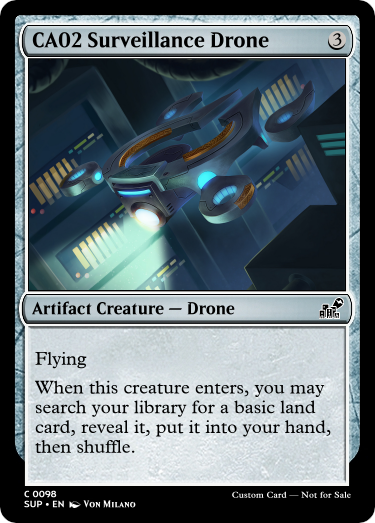 CA02 Surveillance Drone 3
Artifact Creature — Drone
Flying
When this creature enters, you may
search your library for a basic land
card, reveal it, put it into your hand,
then shuffle.
C 0098
SUP • EN Von Milano
Custom Card — Not for Sale